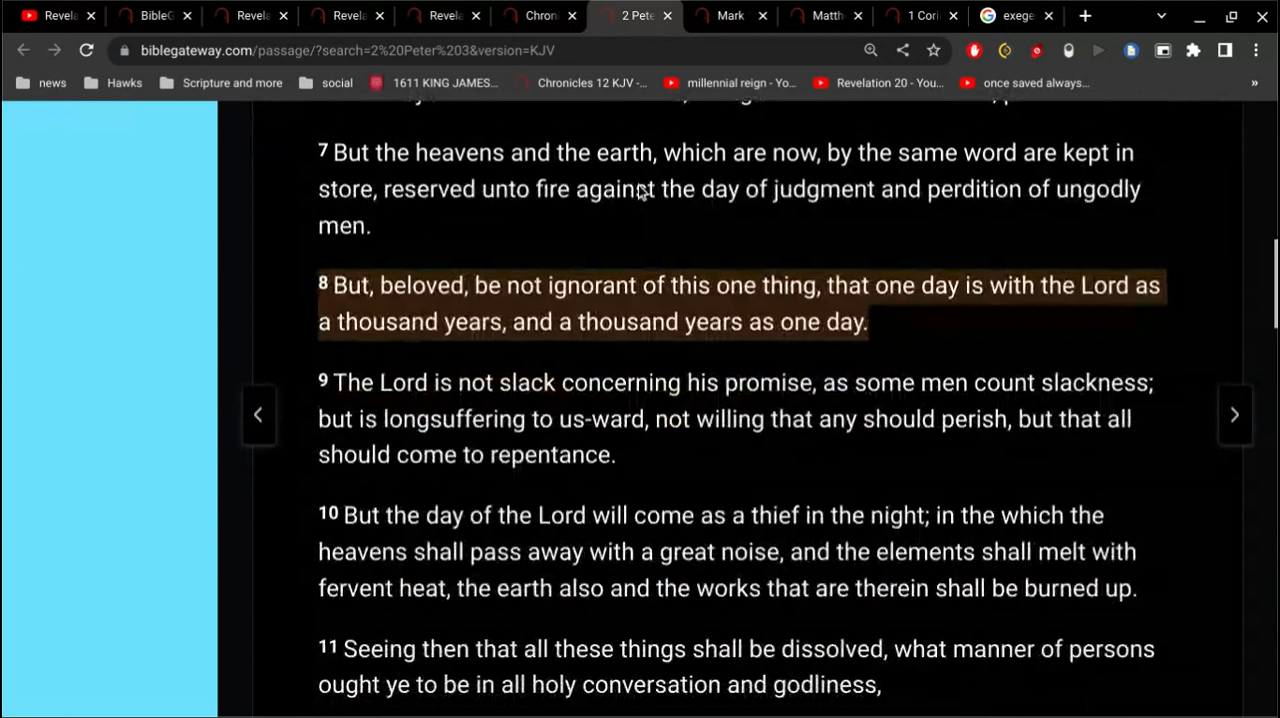 Revela
BibleG
Revela
Revela
Revela
Chron
2 Pete
Mark
Matth
1 Cori
exege
biblegateway.com/passage/?search=2%20Peter%203&version=KJV
news
Hawks
Scripture and more
social
1611 KING JAMES...
Chronicles 12 KJV -...
millennial reign - Yo...
Revelation 20 - You...
once saved always...
»
7 But the heavens and the earth, which are now, by the same word are kept in
store, reserved unto fire against the day of judgment and perdition of ungodly
men.
8 But, beloved, be not ignorant of this one thing, that one day is with the Lord as
a thousand years, and a thousand years as one day.
9 The Lord is not slack concerning his promise, as some men count slackness;
but is longsuffering to us-ward, not willing that any should perish, but that all
should come to repentance.
10 But the day of the Lord will come as a thief in the night; in the which the
heavens shall pass away with a great noise, and the elements shall melt with
fervent heat, the earth also and the works that are therein shall be burned up.
11 Seeing then that all these things shall be dissolved, what manner of persons
ought ye to be in all holy conversation and godliness,